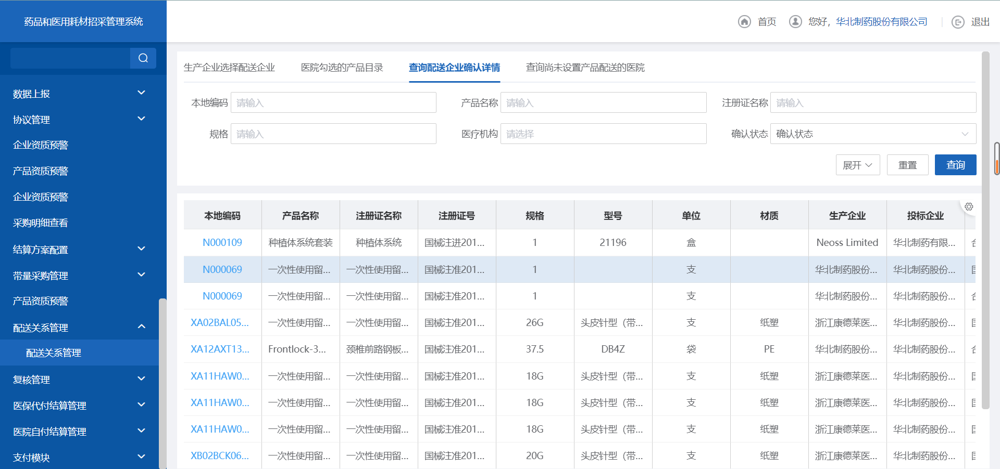 药品和医用耗材招采管理系统
首页 您好，华北制药股份有限公司 退出
数据上报
协议管理
企业资质预警
产品资质预警
企业资质预警
采购明细查看
结算方案配置
带量采购管理
产品资质预警
配送关系管理
配送关系管理
复核管理
医保代付结算管理
医院自付结算管理
支付模块
生产企业选择配送企业 医院勾选的产品目录 查询配送企业确认详情 查询尚未设置产品配送的医院
本地编码 请输入 产品名称 请输入 注册证名称 请输入
规格 请输入 医疗机构 请选择 确认状态 确认状态
展开 重置 查询
本地编码 产品名称 注册证名称 注册证号 规格 型号 单位 材质 生产企业 投标企业
N000109 种植体系统套装 种植体系统 国械注进201... 1 21196 盒 Neoss Limited 华北制药有限...
N000069 一次性使用留... 一次性使用留... 国械注准201... 1 支 华北制药股份... 华北制药股份...
N000069 一次性使用留... 一次性使用留... 国械注准201... 1 支 华北制药股份... 华北制药股份...
XA02BAL05... 一次性使用留... 一次性使用留... 国械注准201... 26G 头皮针型（带... 支 纸塑 浙江康德莱医... 华北制药股份...
XA12AXT13... Frontlock-3... 颈椎前路钢板... 国械注准201... 37.5 DB4Z 袋 PE 华北制药股份... 华北制药股份...
XA11HAW0... 一次性使用留... 一次性使用留... 国械注准201... 18G 头皮针型（带... 支 纸塑 浙江康德莱医... 华北制药股份...
XA11HAW0... 一次性使用留... 一次性使用留... 国械注准201... 18G 头皮针型（带... 支 纸塑 浙江康德莱医... 华北制药股份...
XA11HAW0... 一次性使用留... 一次性使用留... 国械注准201... 18G 头皮针型（带... 支 纸塑 浙江康德莱医... 华北制药股份...
XB02BCK06... 一次性使用留... 一次性使用留... 国械注准201... 20G 头皮针型（带... 支 纸塑 浙江康德莱医... 华北制药股份...